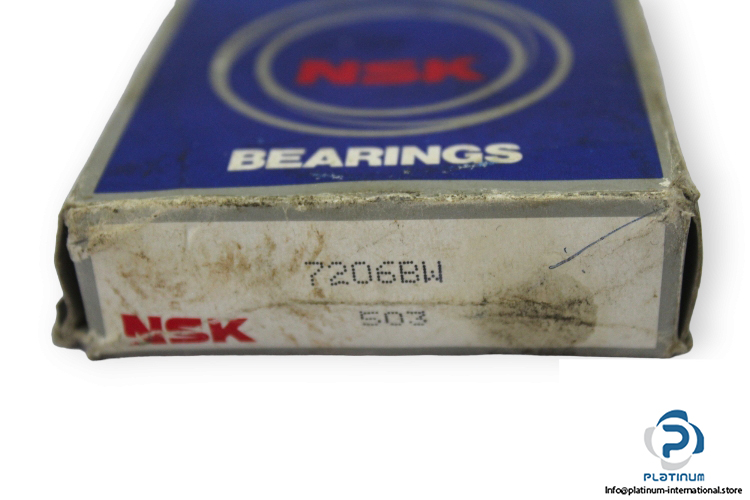 NSK
BEARINGS
7206BW
NSK
503
PLATINUM
Info@platinum-international.store